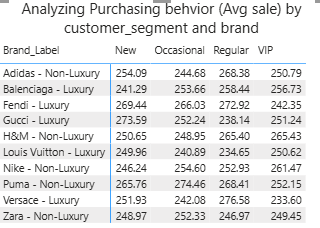 Analyzing Purchasing behvior (Avg sale) by
customer_segment and brand
Brand_Label New Occasional Regular VIP
Adidas - Non-Luxury 254.09 244.68 268.38 250.79
Balenciaga - Luxury 241.29 253.66 258.44 256.73
Fendi - Luxury 269.44 266.03 272.92 242.35
Gucci - Luxury 273.59 252.24 238.14 251.24
H&M - Non-Luxury 250.65 248.95 265.40 265.43
Louis Vuitton - Luxury 249.96 240.89 234.65 250.62
Nike - Non-Luxury 246.24 254.60 252.93 261.47
Puma - Non-Luxury 265.76 274.46 268.41 252.15
Versace - Luxury 251.93 242.08 276.58 233.60
Zara - Non-Luxury 248.97 252.33 246.97 249.45